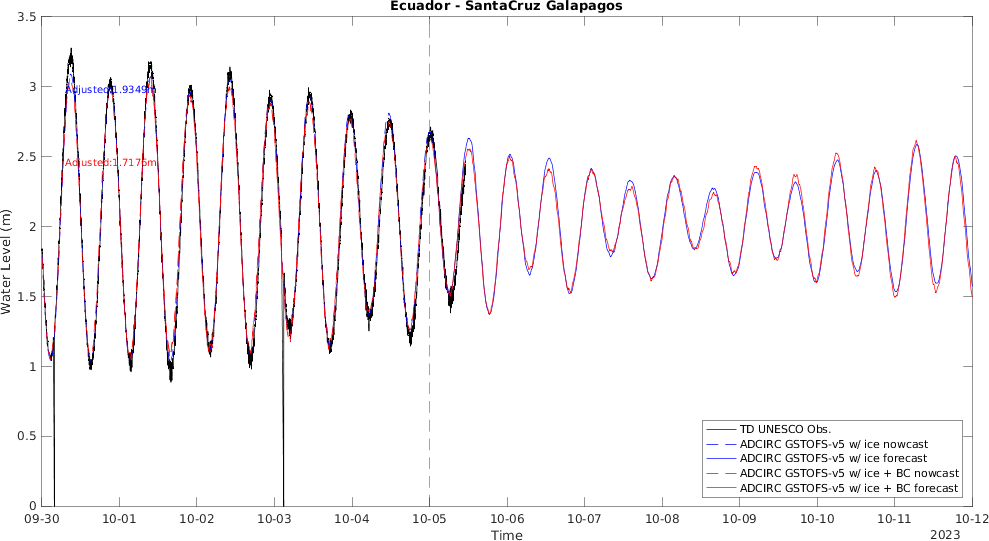 Ecuador - SantaCruz Galapagos
3.5
3
2.5
2
1.5
1
0.5
0
Water Level (m)
Adjusted:1.9349m
Adjusted:1.7175m
TD UNESCO Obs.
ADCIRC GSTOFS-v5 w/ ice nowcast
ADCIRC GSTOFS-v5 w/ ice forecast
ADCIRC GSTOFS-v5 w/ ice + BC nowcast
ADCIRC GSTOFS-v5 w/ ice + BC forecast
09-30 10-01 10-02 10-03 10-04 10-05 10-06 10-07 10-08 10-09 10-10 10-11 10-12
Time
2023